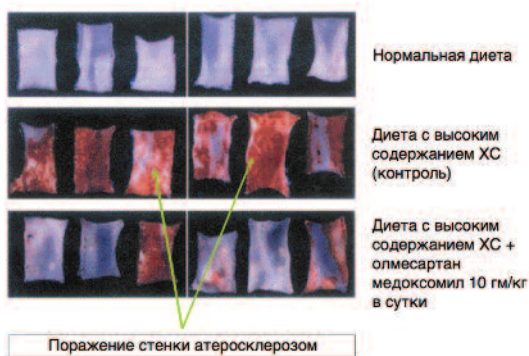 Нормальная диета
Диета с высоким
содержанием ХС
(контроль)
Диета с высоким
содержанием ХС +
олмесартан
медоксомил 10 гм/кг
в сутки
Поражение стенки атеросклерозом